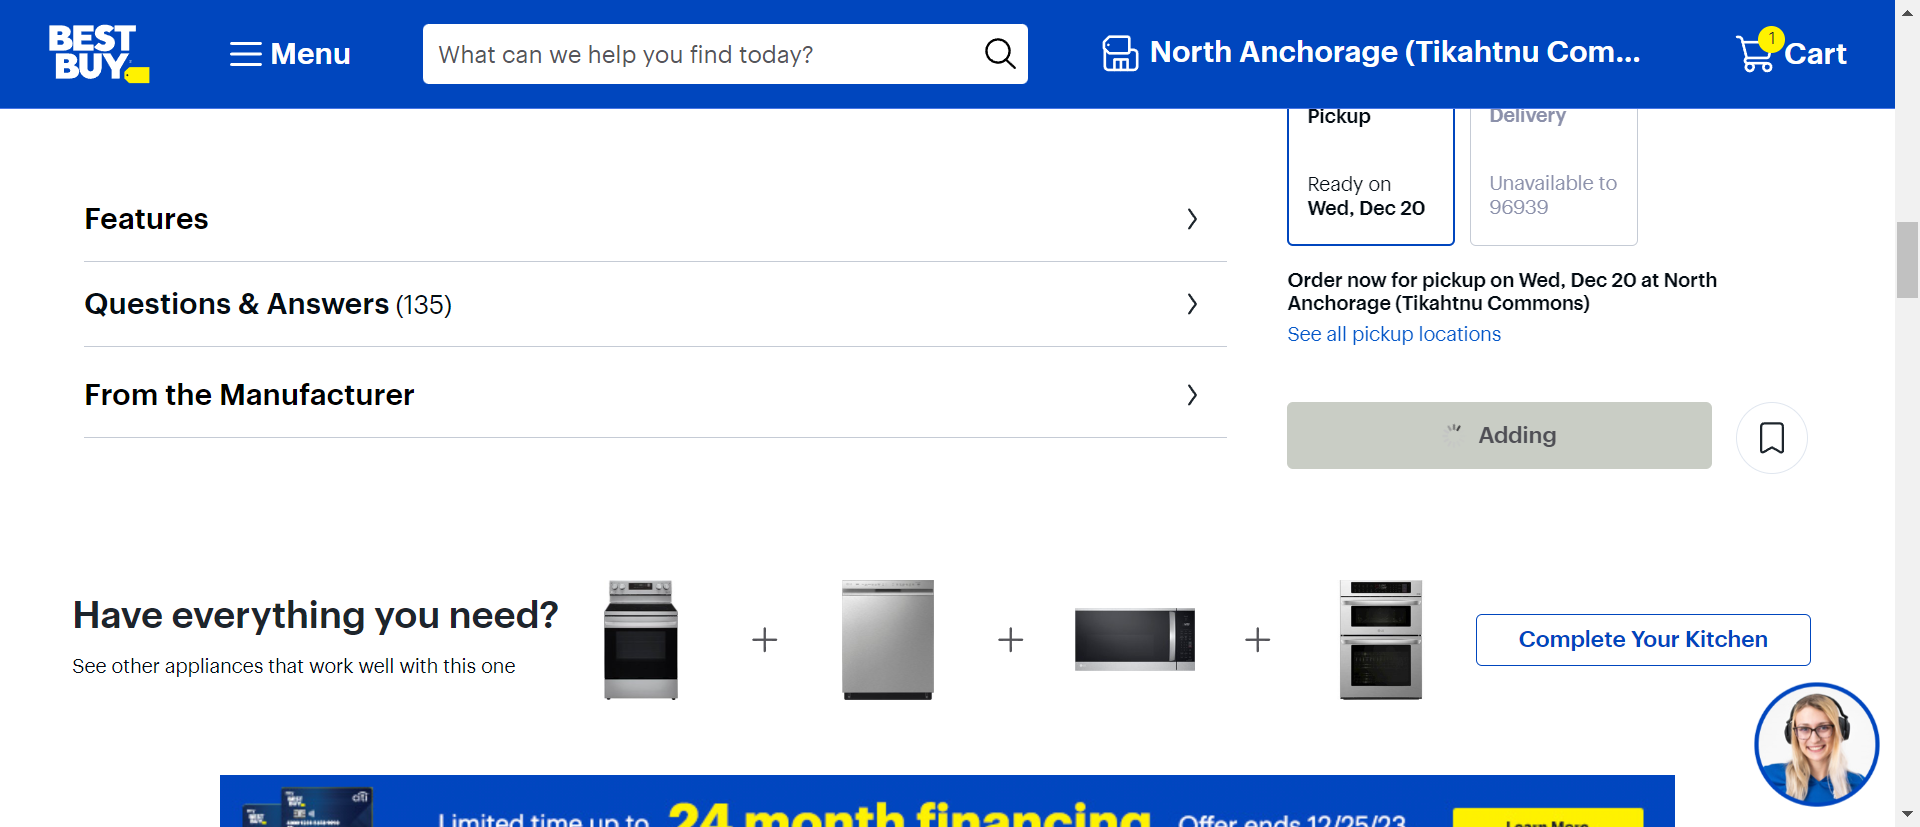 BEST
BUY
Menu
What can we help you find today?
North Anchorage (Tikahtnu Com...
1
Cart
Pickup
Ready on
Wed, Dec 20
Delivery
Unavailable to
96939
Features
Questions & Answers (135)
From the Manufacturer
Order now for pickup on Wed, Dec 20 at North
Anchorage (Tikahtnu Commons)
See all pickup locations
Adding
Have everything you need?
See other appliances that work well with this one
Complete Your Kitchen
BEST
BUY
citi
Limited time up to 24 month financing Offer ends 12/25/23
Learn More